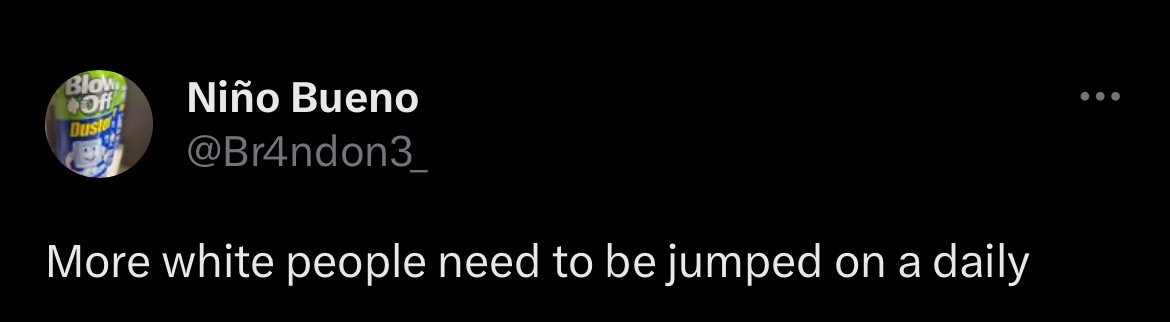 Blow
Off
Duster
Niño Bueno
@Br4ndon3_
More white people need to be jumped on a daily